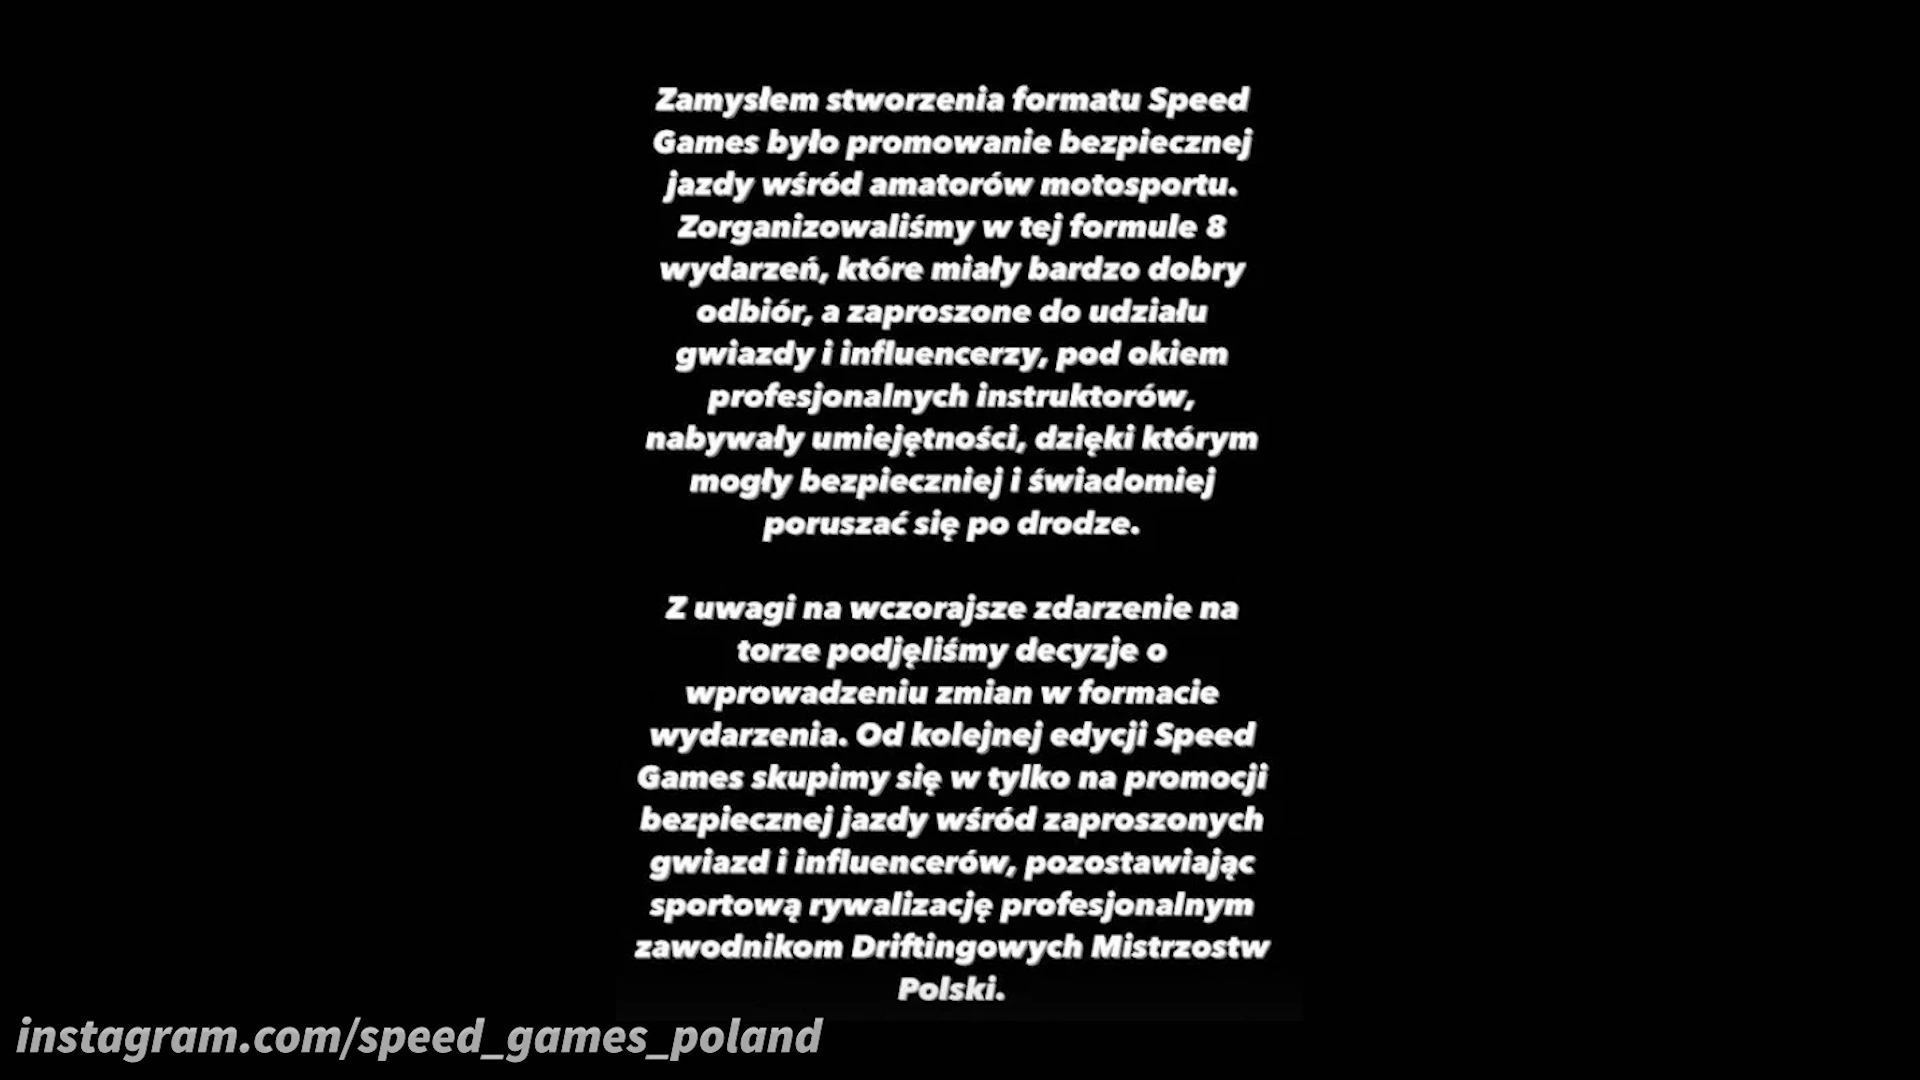 Zamysłem stworzenia formatu Speed
Games było promowanie bezpiecznej
jazdy wśród amatorów motosportu.
Zorganizowaliśmy w tej formule 8
wydarzeń, które miały bardzo dobry
odbiór, a zaproszone do udziału
gwiazdy i influencerzy, pod okiem
profesjonalnych instruktorów,
nabywały umiejętności, dzięki którym
mogły bezpieczniej i świadomiej
poruszać się po drodze.
Z uwagi na wczorajsze zdarzenie na
torze podjęliśmy decyzje o
wprowadzeniu zmian w formacie
wydarzenia. Od kolejnej edycji Speed
Games skupimy się w tylko na promocji
bezpiecznej jazdy wśród zaproszonych
gwiazd i influencerów, pozostawiając
sportową rywalizację profesjonalnym
zawodnikom Driftingowych Mistrzostw
Polski.
instagram.com/speed_games_poland